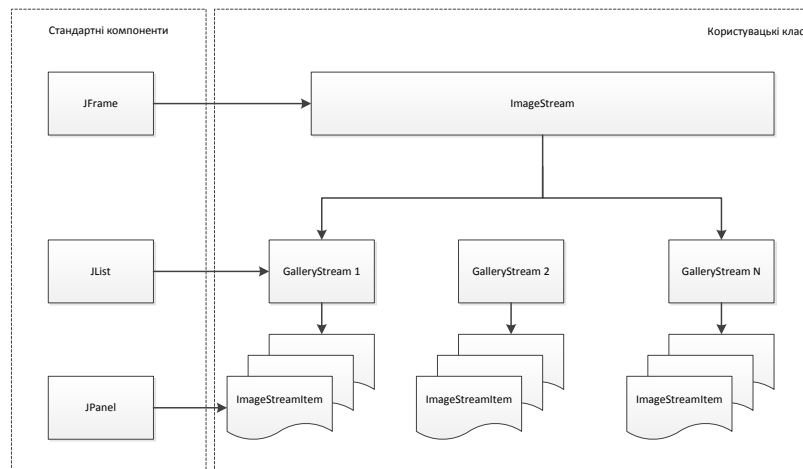 Стандартні компоненти
Користувацькі клас
JFrame
ImageStream
JList
GalleryStream 1
GalleryStream 2
GalleryStream N
JPanel
ImageStreamItem
ImageStreamItem
ImageStreamItem